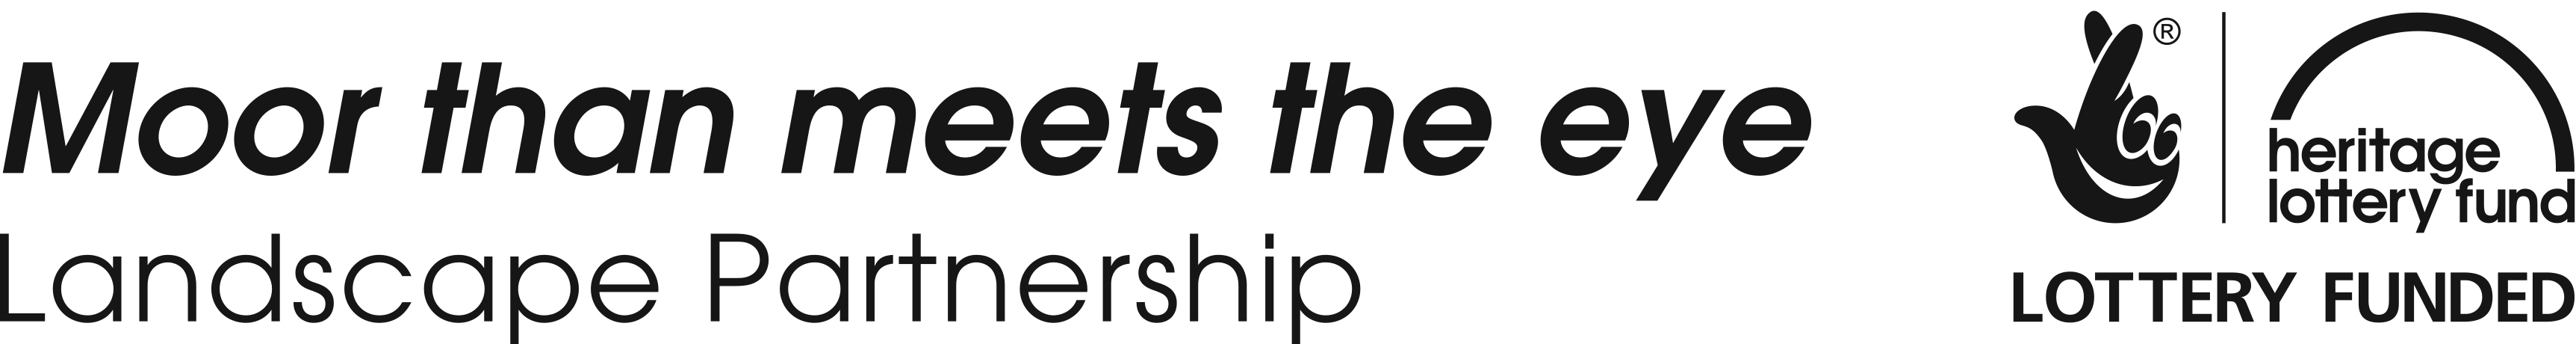 Moor than meets the eye
Landscape Partnership
®
heritage
lottery fund
LOTTERY FUNDED